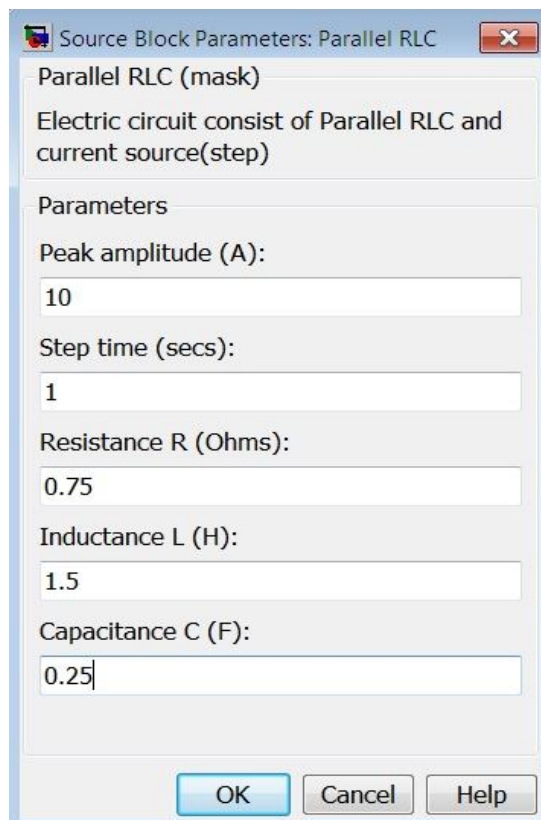 Source Block Parameters: Parallel RLC
Parallel RLC (mask)
Electric circuit consist of Parallel RLC and
current source(step)
Parameters
Peak amplitude (A):
10
Step time (secs):
1
Resistance R (Ohms):
0.75
Inductance L (H):
1.5
Capacitance C (F):
0.25
OK Cancel Help